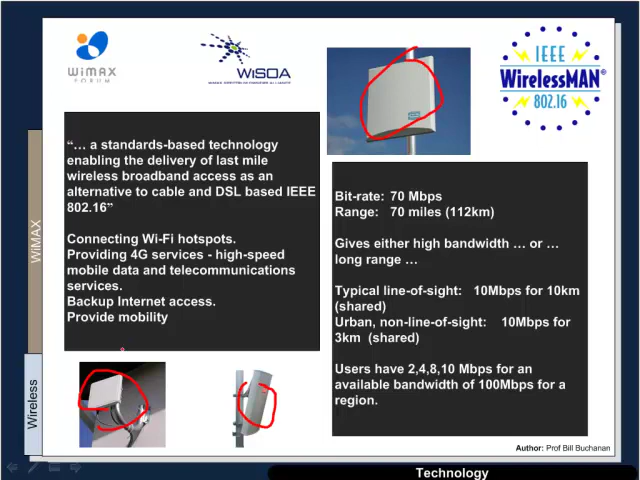 WiMAX
FORUM
WiSOA
IEEE
WirelessMAN®
802.16
“… a standards-based technology
enabling the delivery of last mile
wireless broadband access as an
alternative to cable and DSL based IEEE
802.16”
Connecting Wi-Fi hotspots.
Providing 4G services - high-speed
mobile data and telecommunications
services.
Backup Internet access.
Provide mobility
Bit-rate: 70 Mbps
Range: 70 miles (112km)
Gives either high bandwidth … or …
long range …
Typical line-of-sight: 10Mbps for 10km
(shared)
Urban, non-line-of-sight: 10Mbps for
3km (shared)
Users have 2,4,8,10 Mbps for an
available bandwidth of 100Mbps for a
region.
WiMAX
Wireless
Author: Prof Bill Buchanan
Technology